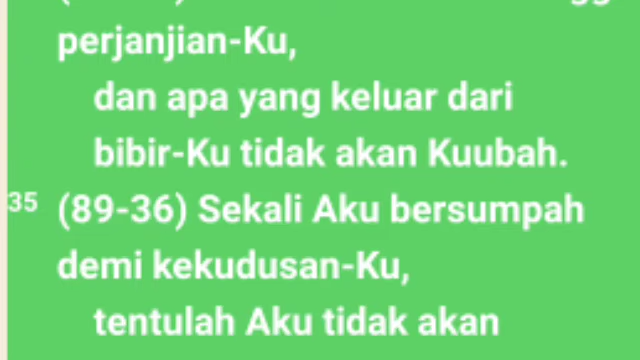 perjanjian-Ku,
dan apa yang keluar dari
bibir-Ku tidak akan Kuubah.
35 (89-36) Sekali Aku bersumpah
demi kekudusan-Ku,
tentulah Aku tidak akan